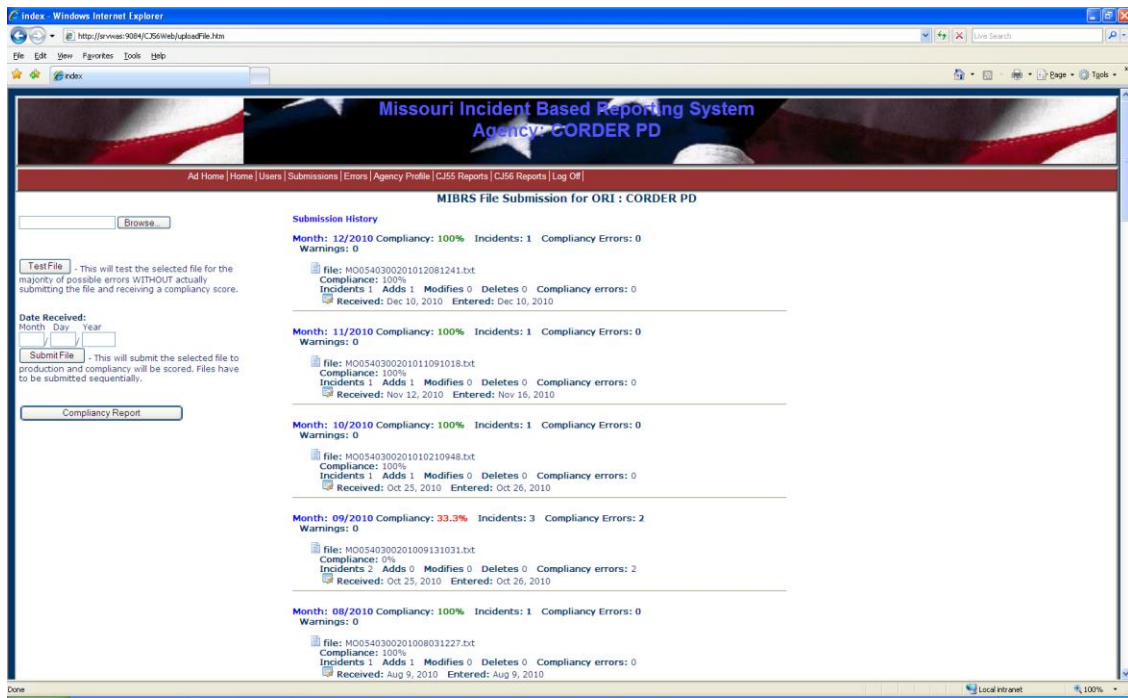 index - Windows Internet Explorer
http://srvwas:9084/CJ56Web/uploadFile.htm
Live Search
File Edit View Favorites Tools Help
index
Page Tools
Missouri Incident Based Reporting System
Agency: CORDER PD
Ad Home | Home | Users | Submissions | Errors | Agency Profile | CJ55 Reports | CJ56 Reports | Log Off |
MIBRS File Submission for ORI : CORDER PD
Browse...
Test File - This will test the selected file for the
majority of possible errors WITHOUT actually
submitting the file and receiving a compliancy score.
Date Received:
Month Day Year
/ /
Submit File - This will submit the selected file to
production and compliancy will be scored. Files have
to be submitted sequentially.
Compliancy Report
Submission History
Month: 12/2010 Compliancy: 100% Incidents: 1 Compliancy Errors: 0
Warnings: 0
file: MO0540300201012081241.txt
Compliance: 100%
Incidents 1 Adds 1 Modifies 0 Deletes 0 Compliancy errors: 0
Received: Dec 10, 2010 Entered: Dec 10, 2010
Month: 11/2010 Compliancy: 100% Incidents: 1 Compliancy Errors: 0
Warnings: 0
file: MO0540300201011091018.txt
Compliance: 100%
Incidents 1 Adds 1 Modifies 0 Deletes 0 Compliancy errors: 0
Received: Nov 12, 2010 Entered: Nov 16, 2010
Month: 10/2010 Compliancy: 100% Incidents: 1 Compliancy Errors: 0
Warnings: 0
file: MO0540300201010210948.txt
Compliance: 100%
Incidents 1 Adds 1 Modifies 0 Deletes 0 Compliancy errors: 0
Received: Oct 25, 2010 Entered: Oct 26, 2010
Month: 09/2010 Compliancy: 33.3% Incidents: 3 Compliancy Errors: 2
Warnings: 0
file: MO0540300201009131031.txt
Compliance: 0%
Incidents 2 Adds 0 Modifies 0 Deletes 0 Compliancy errors: 2
Received: Oct 25, 2010 Entered: Oct 26, 2010
Month: 08/2010 Compliancy: 100% Incidents: 1 Compliancy Errors: 0
Warnings: 0
file: MO0540300201008031227.txt
Compliance: 100%
Incidents 1 Adds 1 Modifies 0 Deletes 0 Compliancy errors: 0
Received: Aug 9, 2010 Entered: Aug 9, 2010
Done
Local intranet
100%